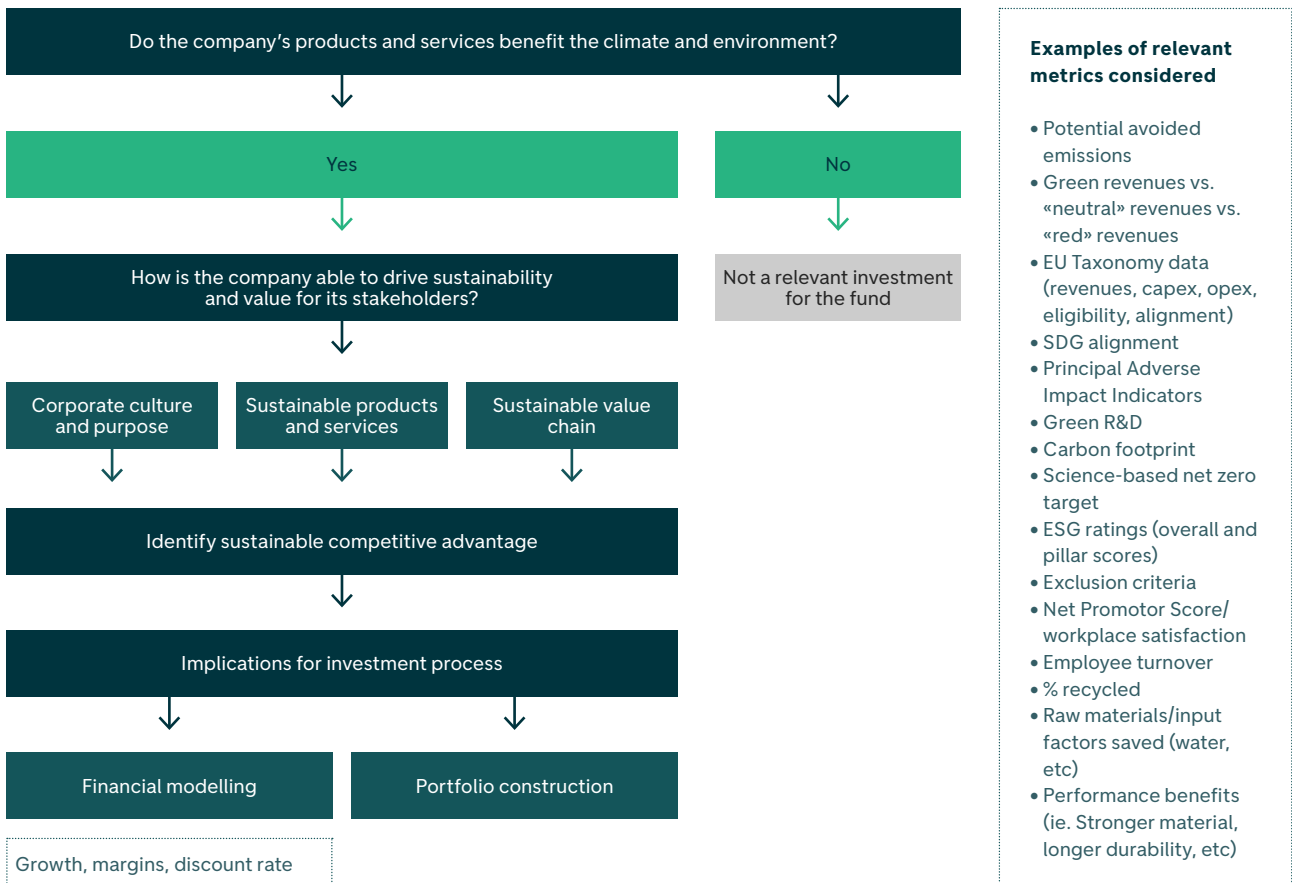 Do the company's products and services benefit the climate and environment?
Yes
No
How is the company able to drive sustainability
and value for its stakeholders?
Not a relevant investment
for the fund
Corporate culture
and purpose
Sustainable products
and services
Sustainable value
chain
Identify sustainable competitive advantage
Implications for investment process
Financial modelling
Portfolio construction
Growth, margins, discount rate
Examples of relevant
metrics considered
• Potential avoided
emissions
• Green revenues vs.
«neutral» revenues vs.
«red» revenues
• EU Taxonomy data
(revenues, capex, opex,
eligibility, alignment)
• SDG alignment
• Principal Adverse
Impact Indicators
• Green R&D
• Carbon footprint
• Science-based net zero
target
• ESG ratings (overall and
pillar scores)
• Exclusion criteria
• Net Promotor Score/
workplace satisfaction
• Employee turnover
• % recycled
• Raw materials/input
factors saved (water,
etc)
• Performance benefits
(ie. Stronger material,
longer durability, etc)